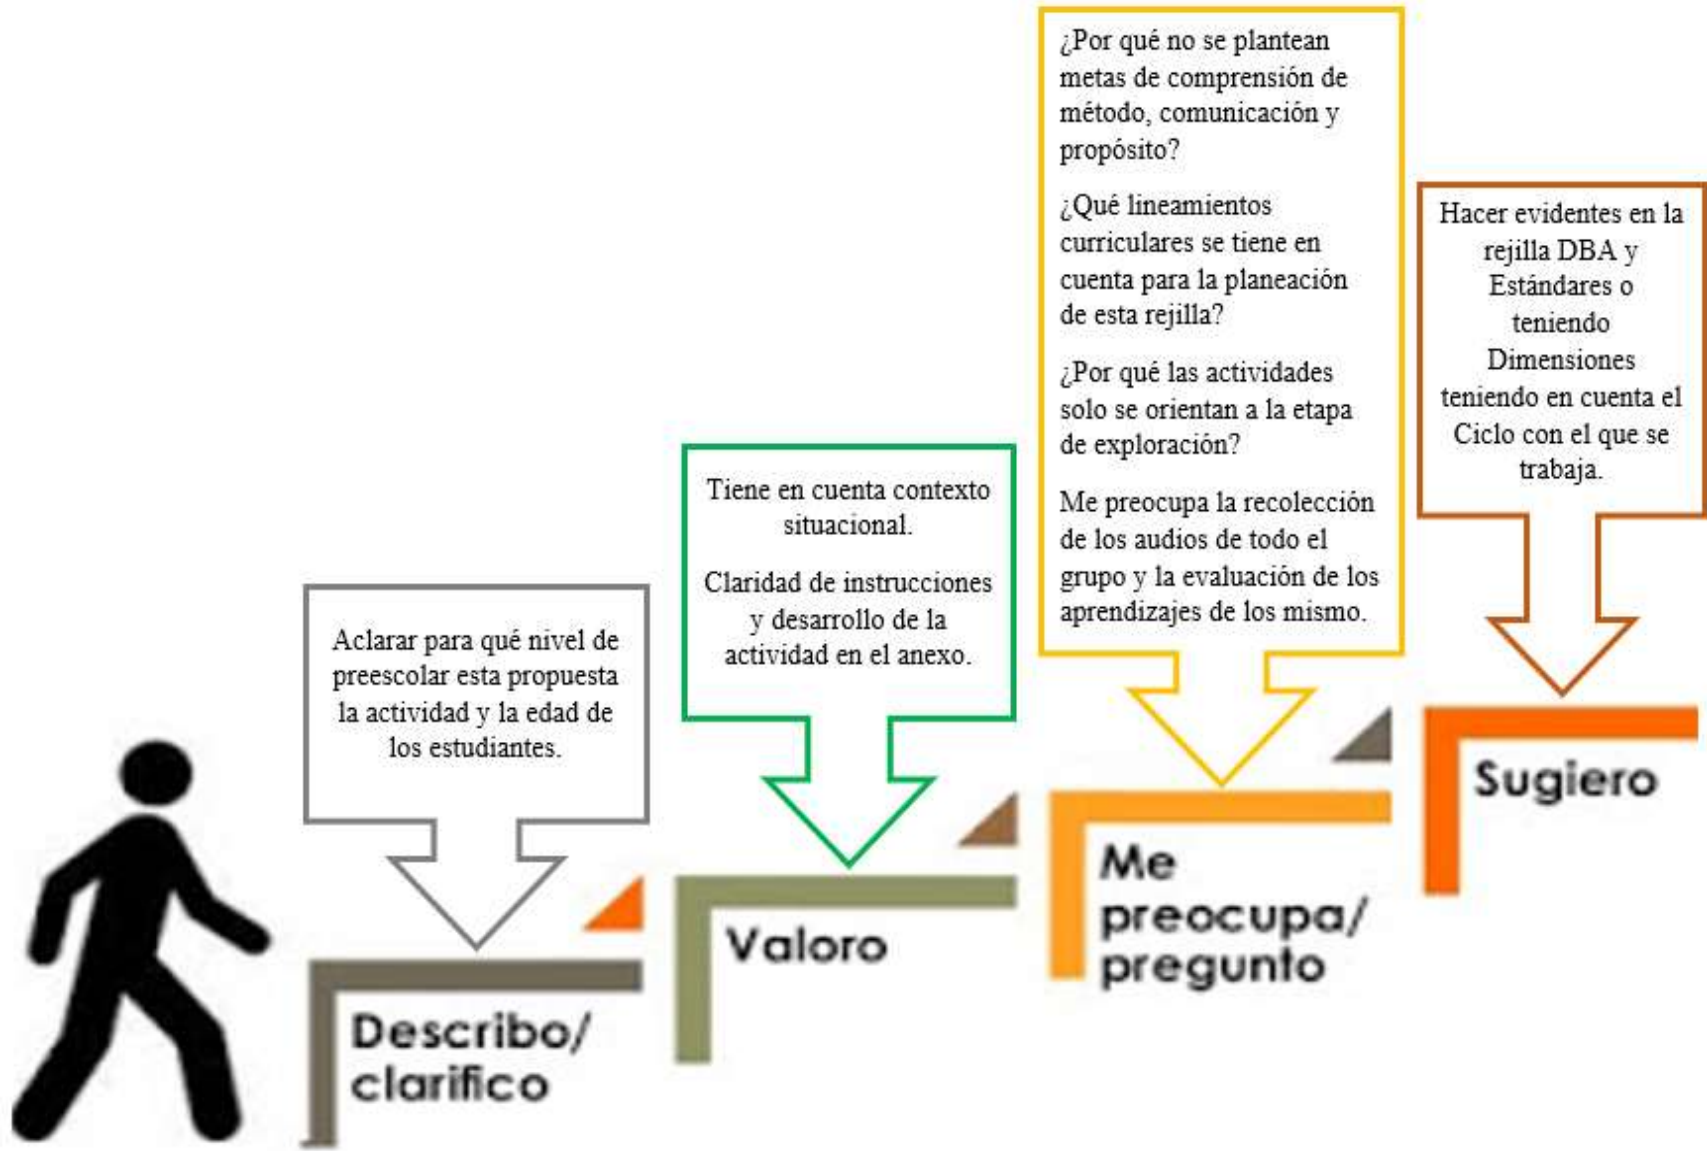 Aclarar para qué nivel de
preescolar esta propuesta
la actividad y la edad de
los estudiantes.
Describo/
clarifico
Tiene en cuenta contexto
situacional.
Claridad de instrucciones
y desarrollo de la
actividad en el anexo.
Valoro
¿Por qué no se plantean
metas de comprensión de
método, comunicación y
propósito?
¿Qué lineamientos
curriculares se tiene en
cuenta para la planeación
de esta rejilla?
¿Por qué las actividades
solo se orientan a la etapa
de exploración?
Me preocupa la recolección
de los audios de todo el
grupo y la evaluación de los
aprendizajes de los mismo.
Me
preocupa/
pregunto
Hacer evidentes en la
rejilla DBA y
Estándares o
teniendo
Dimensiones
teniendo en cuenta el
Ciclo con el que se
trabaja.
Sugiero